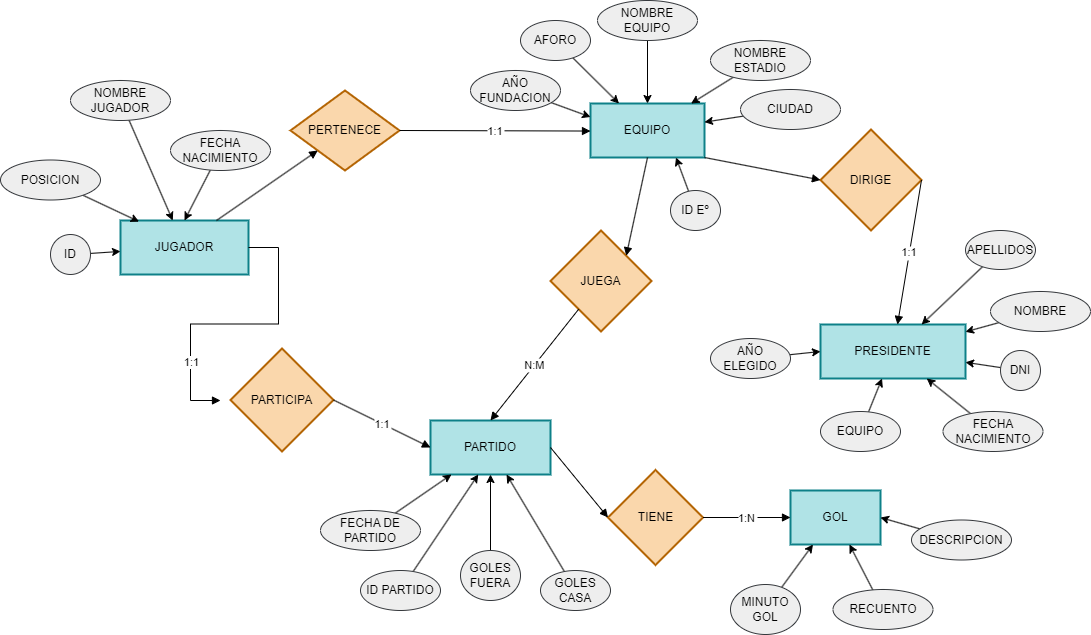 NOMBRE
EQUIPO
AFORO
NOMBRE
ESTADIO
AÑO
FUNDACION
CIUDAD
NOMBRE
JUGADOR
PERTENECE
1:1
EQUIPO
FECHA
NACIMIENTO
POSICION
DIRIGE
ID Eº
JUGADOR
ID
1:1
APELLIDOS
JUEGA
NOMBRE
PRESIDENTE
AÑO
ELEGIDO
DNI
1:1
N:M
PARTICIPA
1:1
EQUIPO
FECHA
NACIMIENTO
PARTIDO
FECHA DE
PARTIDO
TIENE
1:N
GOL
DESCRIPCION
GOLES
FUERA
ID PARTIDO
GOLES
CASA
MINUTO
GOL
RECUENTO